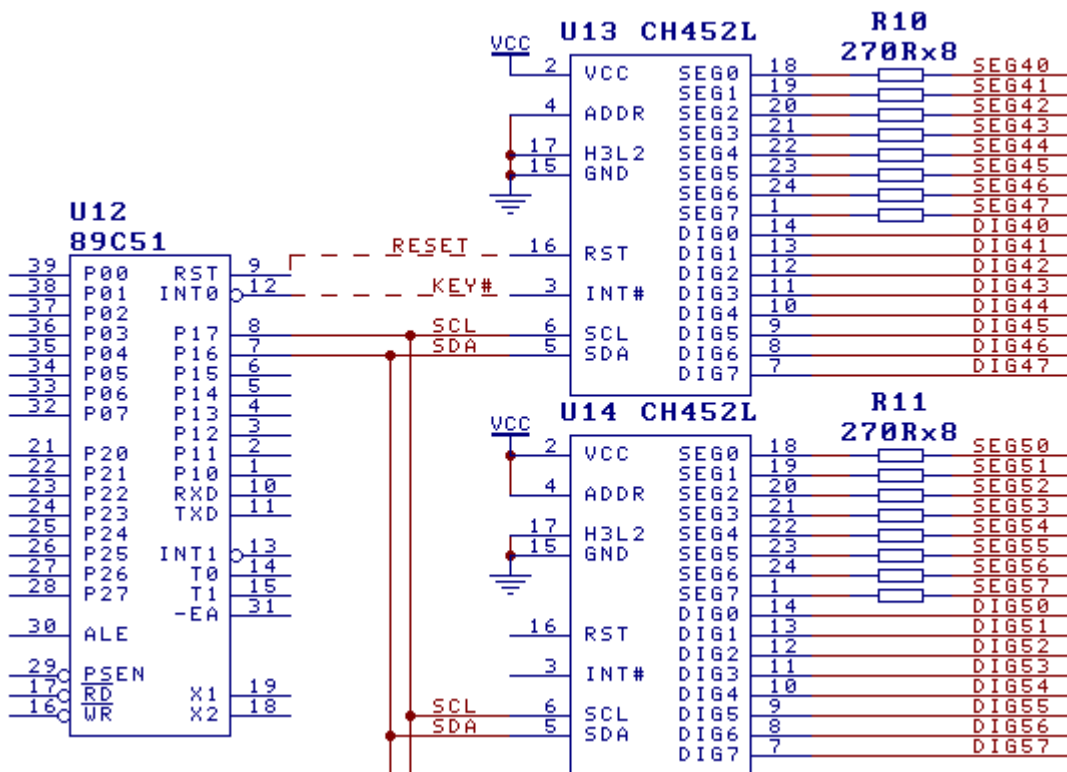 U13 CH452L
R10
270Rx8
VCC
2 VCC SEG0 18 SEG40
SEG1 19 SEG41
4 ADDR SEG2 20 SEG42
SEG3 21 SEG43
17 H3L2 SEG4 22 SEG44
15 GND SEG5 23 SEG45
SEG6 24 SEG46
SEG7 1 SEG47
DIG0 14 DIG40
RESET 16 RST DIG1 13 DIG41
DIG2 12 DIG42
KEY# 3 INT# DIG3 11 DIG43
DIG4 10 DIG44
SCL 6 SCL DIG5 9 DIG45
SDA 5 SDA DIG6 8 DIG46
DIG7 7 DIG47
U12
89C51
39 P00 RST 9
38 P01 INT0 12
37 P02
36 P03 P17 8
35 P04 P16 7
34 P05 P15 6
33 P06 P14 5
32 P07 P13 4
P12 3
21 P20 P11 2
22 P21 P10 1
23 P22 RXD 10
24 P23 TXD 11
25 P24
26 P25 INT1 13
27 P26 T0 14
28 P27 T1 15
-EA 31
30 ALE
29 PSEN
17 RD X1 19
16 WR X2 18
U14 CH452L
R11
270Rx8
VCC
2 VCC SEG0 18 SEG50
SEG1 19 SEG51
4 ADDR SEG2 20 SEG52
SEG3 21 SEG53
17 H3L2 SEG4 22 SEG54
15 GND SEG5 23 SEG55
SEG6 24 SEG56
SEG7 1 SEG57
DIG0 14 DIG50
16 RST DIG1 13 DIG51
DIG2 12 DIG52
3 INT# DIG3 11 DIG53
DIG4 10 DIG54
SCL 6 SCL DIG5 9 DIG55
SDA 5 SDA DIG6 8 DIG56
DIG7 7 DIG57